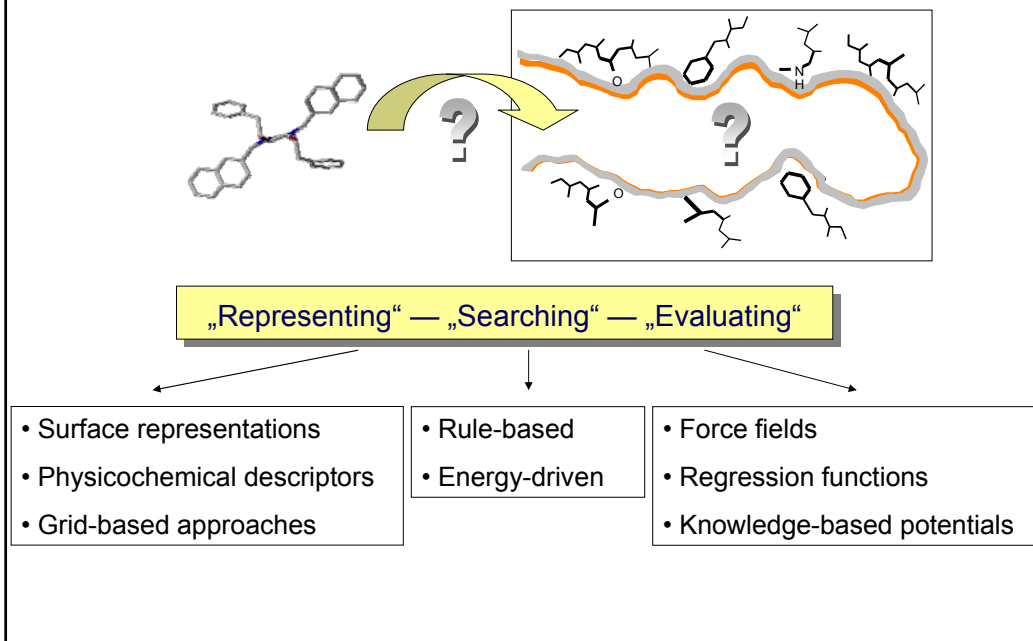 O
N
H
?
?
O
„Representing“ — „Searching“ — „Evaluating“
• Surface representations
• Physicochemical descriptors
• Grid-based approaches
• Rule-based
• Energy-driven
• Force fields
• Regression functions
• Knowledge-based potentials